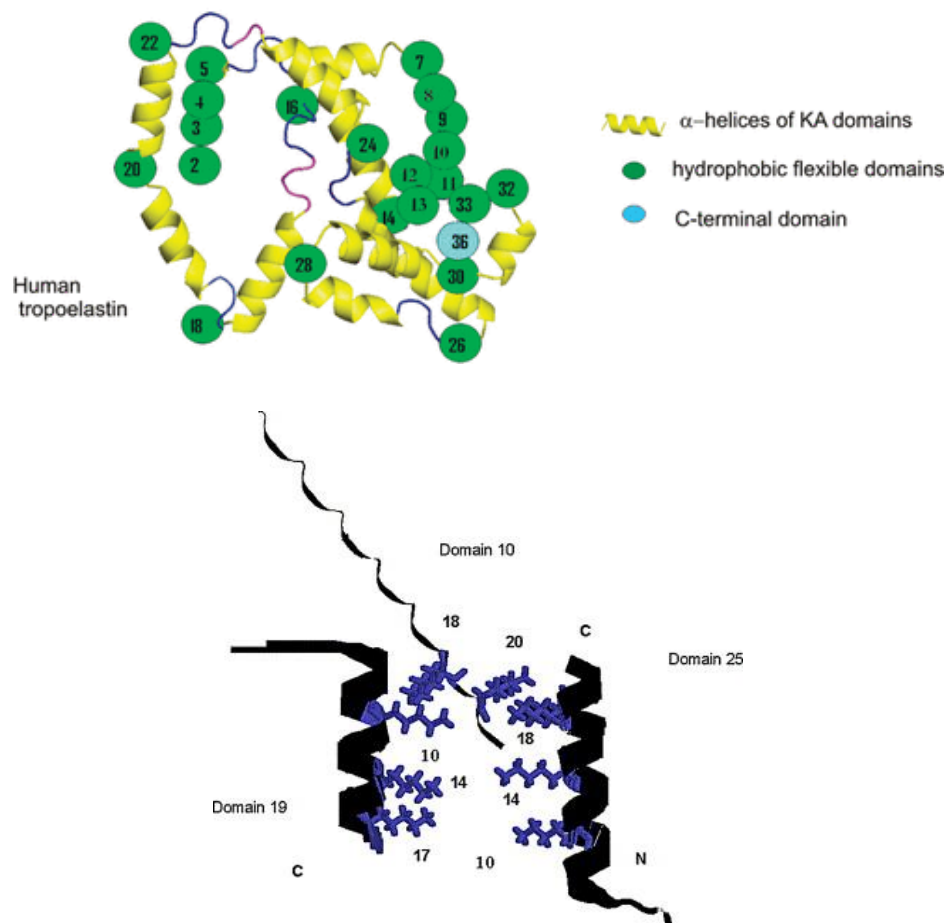 22
5
4
3
2
20
18
16
24
28
7
8
9
10
12
11
13
14
33
32
36
30
26
Human
tropoelastin
α-helices of KA domains
hydrophobic flexible domains
C-terminal domain
Domain 10
18
20
C
Domain 25
18
10
14
14
Domain 19
17
10
C
N